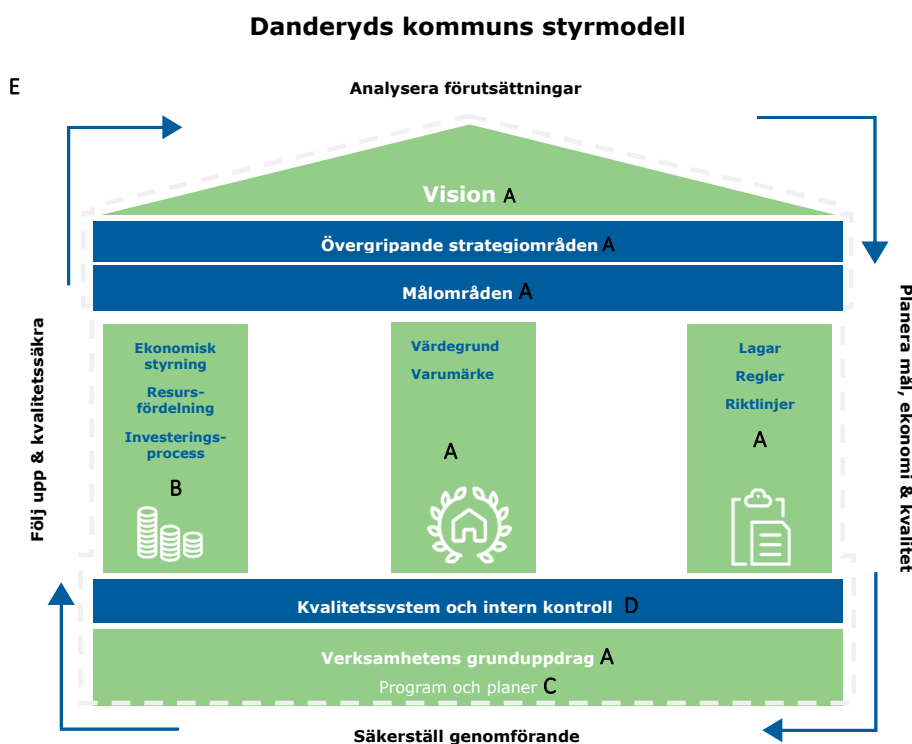 Danderyds kommuns styrmodell
E
Analysera förutsättningar
Vision A
Övergripande strategiområden A
Målområden A
Ekonomisk
styrning
Resurs-
fördelning
Investerings-
process
B
Värdegrund
Varumärke
A
Lagar
Regler
Riktlinjer
A
Följ upp & kvalitetssäkra
Planera mål, ekonomi & kvalitet
Kvalitetssvstem och intern kontroll D
Verksamhetens grunduppdrag A
Program och planer C
Säkerställ genomförande